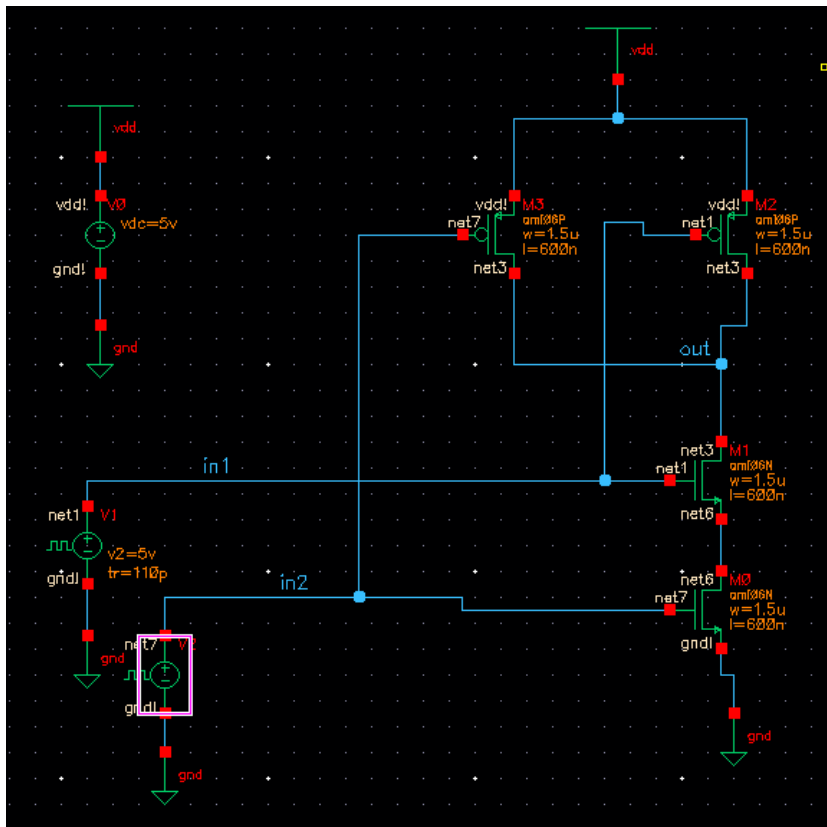 vdd
vdd
vdd!
V0
vdc=5v
gnd!
gnd
vdd!
M3
net7
ami06P
w=1.5u
l=600n
net3
vdd!
M2
net1
ami06P
w=1.5u
l=600n
net3
out
in1
net3
M1
net1
ami06N
w=1.5u
l=600n
net6
net1
V1
v2=5v
tr=110p
gnd!
gnd
in2
net6
M0
net7
ami06N
w=1.5u
l=600n
gnd!
net7
V2
gnd!
gnd
gnd